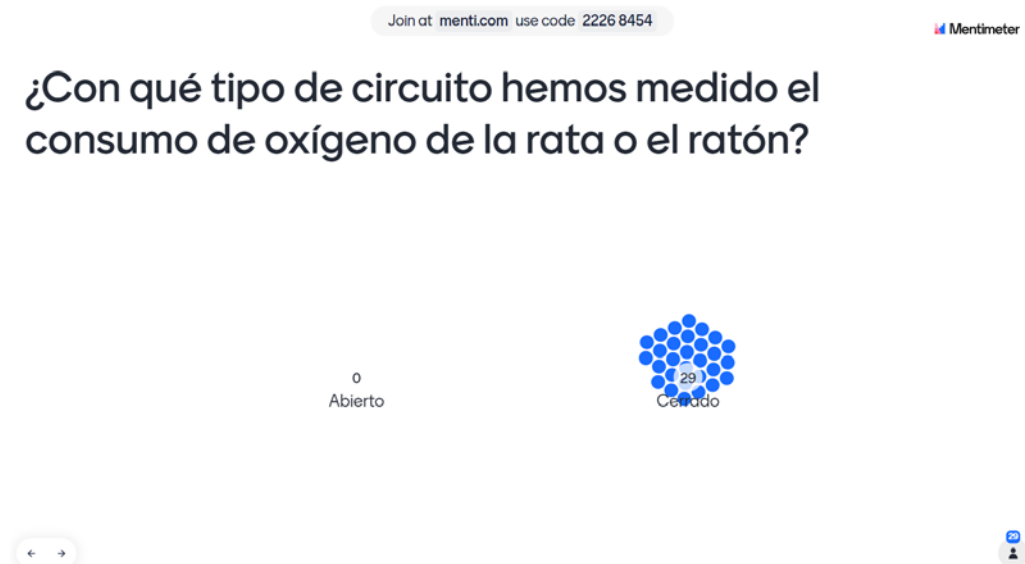 Join at menti.com use code 2226 8454
Mentimeter
¿Con qué tipo de circuito hemos medido el
consumo de oxígeno de la rata o el ratón?
0
Abierto
29
Cerrado
29